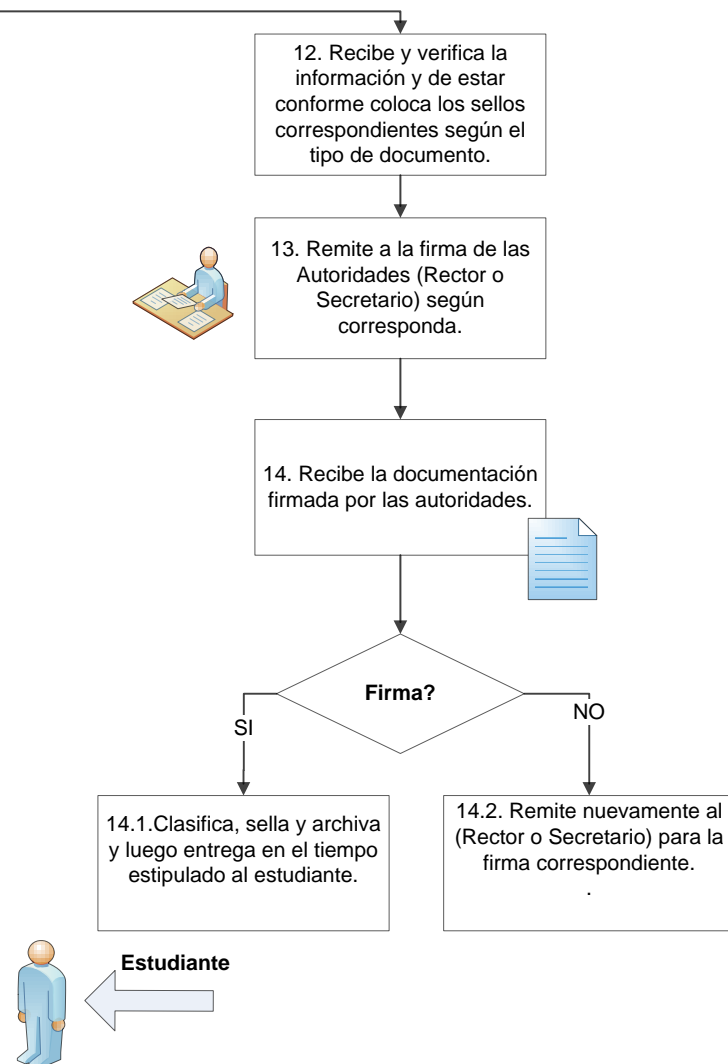 12. Recibe y verifica la
información y de estar
conforme coloca los sellos
correspondientes según el
tipo de documento.
13. Remite a la firma de las
Autoridades (Rector o
Secretario) según
corresponda.
14. Recibe la documentación
firmada por las autoridades.
Firma?
SI
NO
14.1.Clasifica, sella y archiva
y luego entrega en el tiempo
estipulado al estudiante.
14.2. Remite nuevamente al
(Rector o Secretario) para la
firma correspondiente.
.
Estudiante